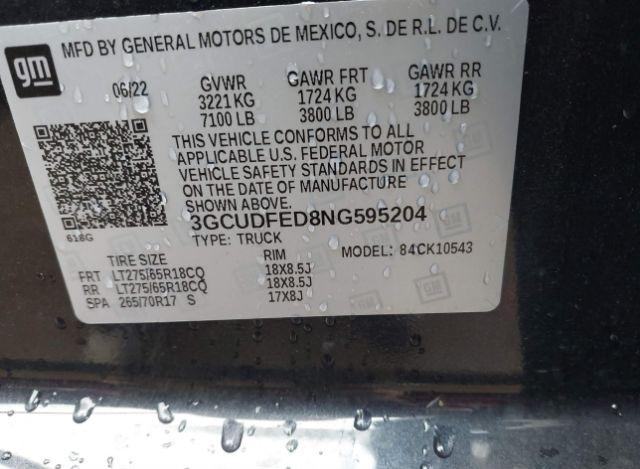 gm
MFD BY GENERAL MOTORS DE MEXICO, S. DE R.L. DE C.V.
06/22 GVWR GAWR FRT GAWR RR
3221 KG 1724 KG 1724 KG
7100 LB 3800 LB 3800 LB
THIS VEHICLE CONFORMS TO ALL
APPLICABLE U.S. FEDERAL MOTOR
VEHICLE SAFETY STANDARDS IN EFFECT
ON THE DATE OF MANUFACTURE
SHOWN ABOVE.
618G
3GCUDFED8NG595204
TYPE: TRUCK MODEL: 84CK10543
TIRE SIZE RIM
FRT LT275/65R18CQ 18X8.5J
RR LT275/65R18CQ 18X8.5J
SPA 265/70R17 S 17X8J